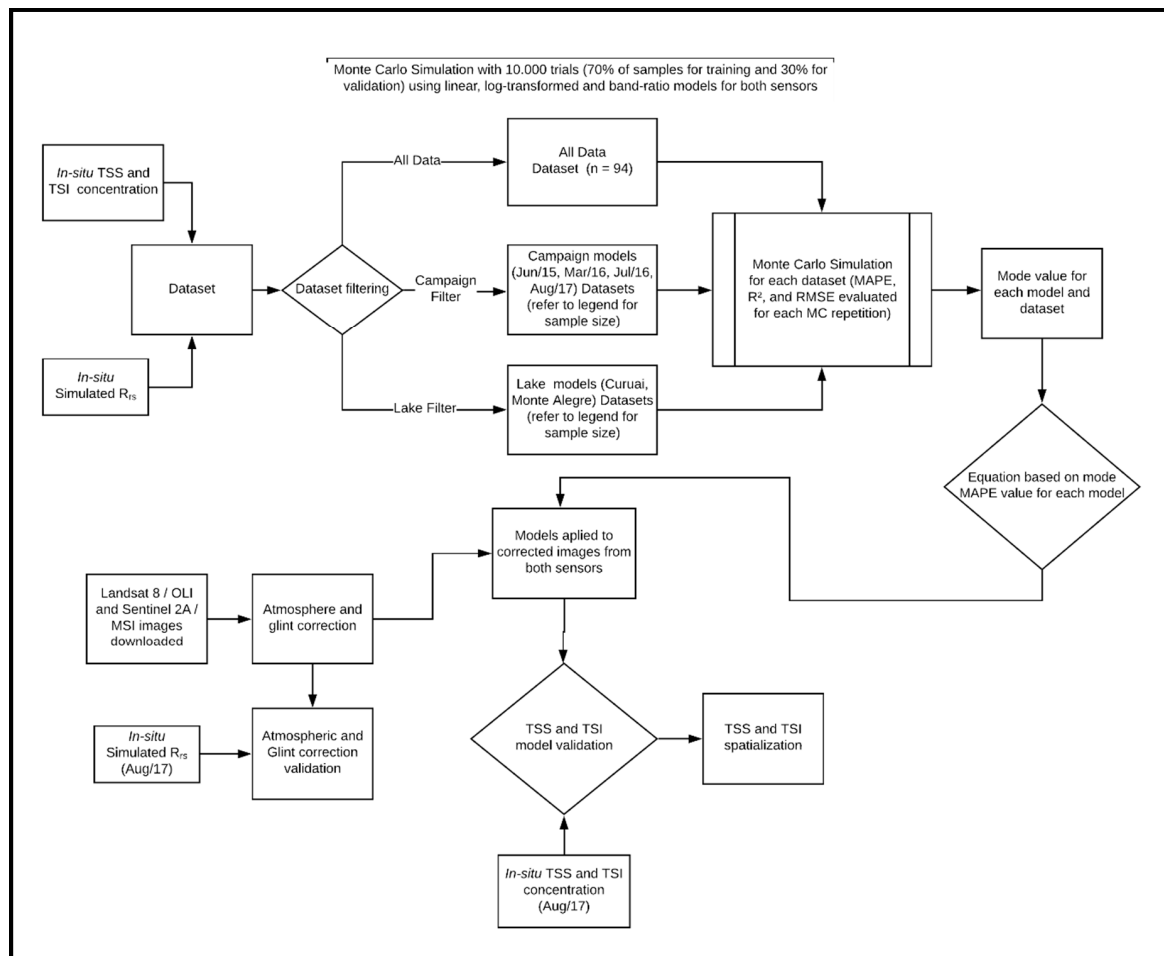 Monte Carlo Simulation with 10.000 trials (70% of samples for training and 30% for
validation) using linear, log-transformed and band-ratio models for both sensors
In-situ TSS and
TSI concentration
Dataset
In-situ
Simulated Rrs
Dataset filtering
All Data
Campaign
Filter
Lake Filter
All Data
Dataset (n = 94)
Campaign models
(Jun/15, Mar/16, Jul/16,
Aug/17) Datasets
(refer to legend for
sample size)
Lake models (Curuai,
Monte Alegre) Datasets
(refer to legend for
sample size)
Monte Carlo Simulation
for each dataset (MAPE,
R², and RMSE evaluated
for each MC repetition)
Mode value for
each model and
dataset
Equation based on mode
MAPE value for each model
Models aplied to
corrected images from
both sensors
Landsat 8 / OLI
and Sentinel 2A /
MSI images
downloaded
Atmosphere and
glint correction
In-situ
Simulated Rrs
(Aug/17)
Atmospheric and
Glint correction
validation
TSS and TSI
model validation
TSS and TSI
spatialization
In-situ TSS and TSI
concentration
(Aug/17)